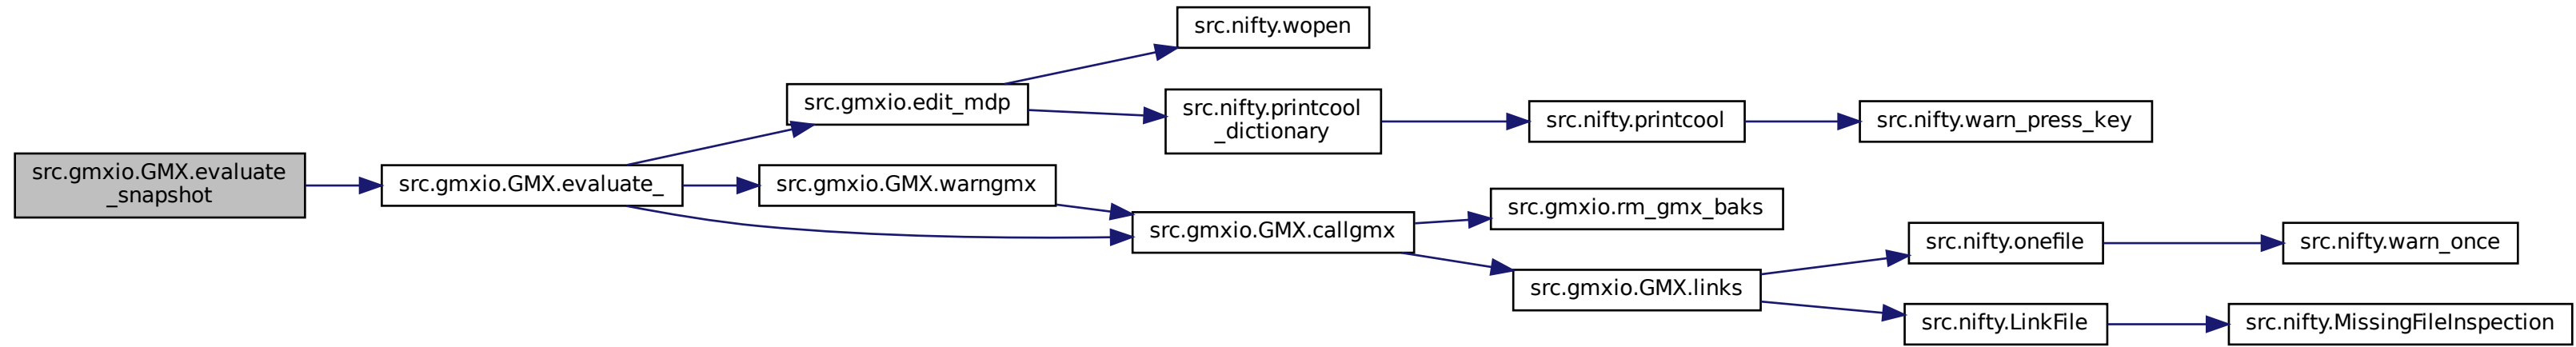 src.nifty.wopen
src.gmxio.edit_mdp
src.nifty.printcool
_dictionary
src.nifty.printcool
src.nifty.warn_press_key
src.gmxio.GMX.evaluate
_snapshot
src.gmxio.GMX.evaluate_
src.gmxio.GMX.warngmx
src.gmxio.GMX.callgmx
src.gmxio.rm_gmx_baks
src.gmxio.GMX.links
src.nifty.onefile
src.nifty.warn_once
src.nifty.LinkFile
src.nifty.MissingFileInspection